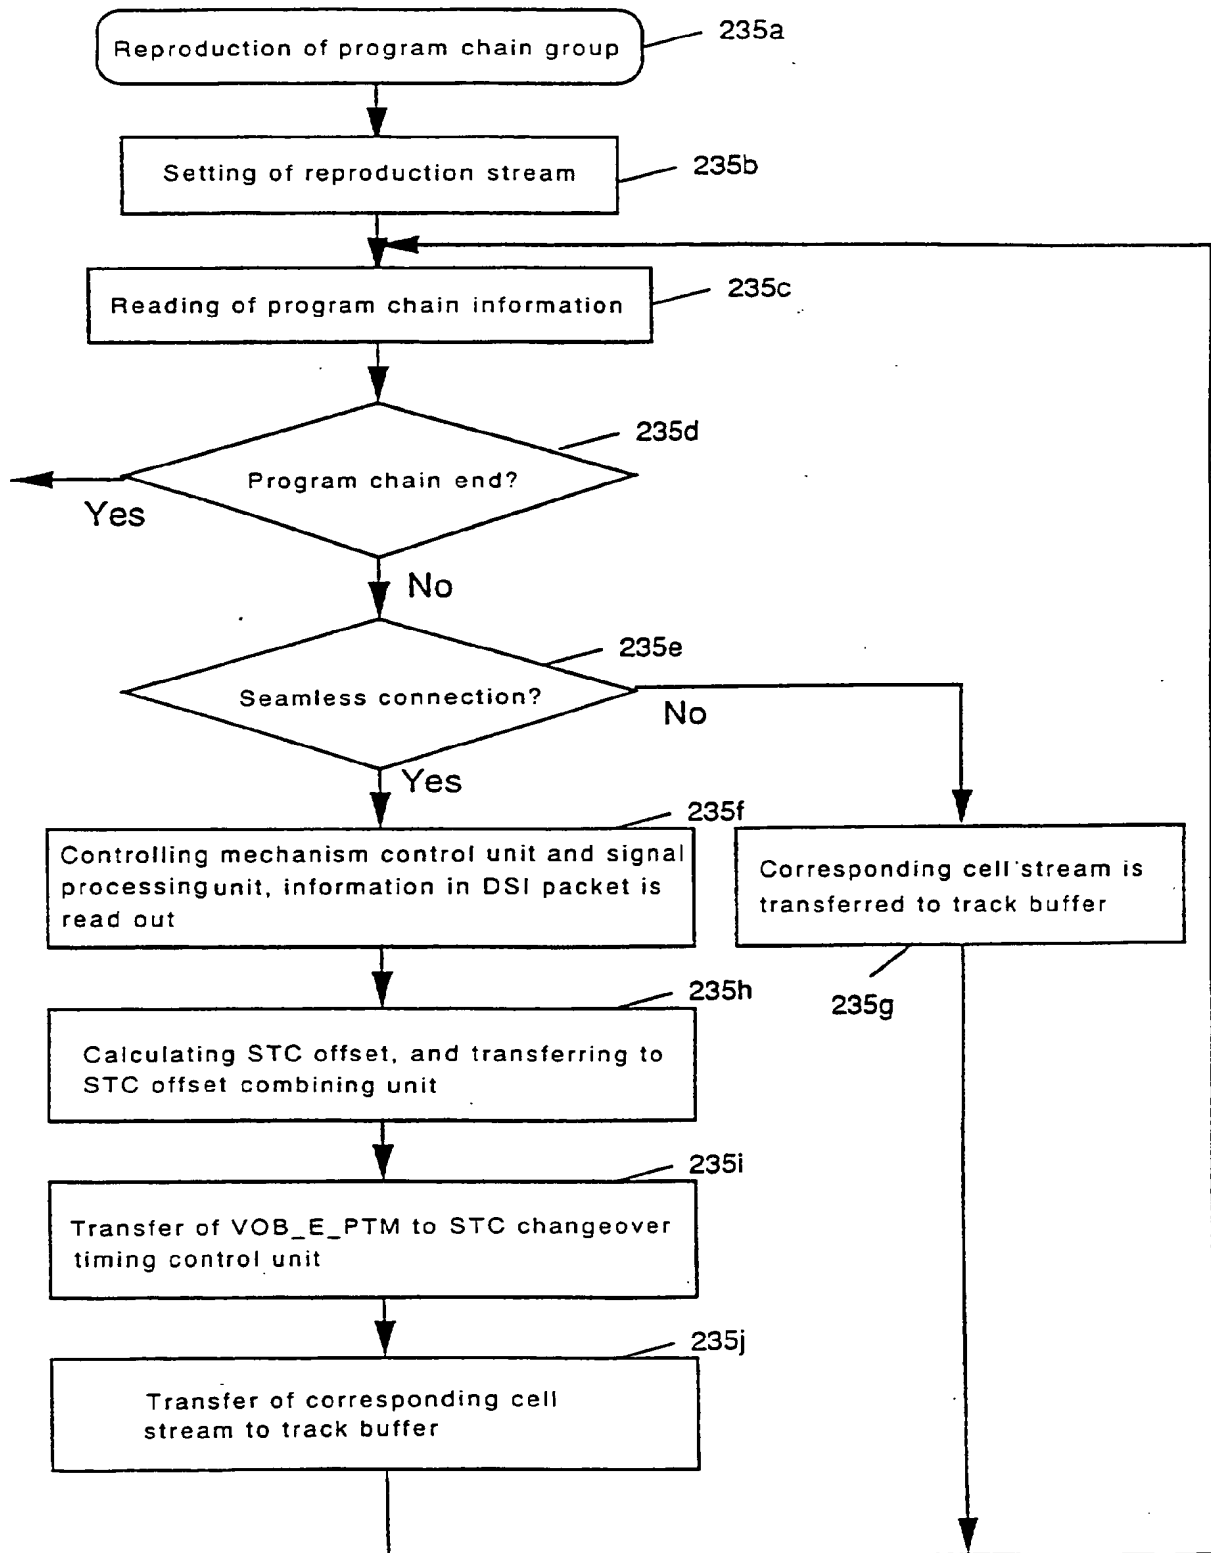 Reproduction of program chain group
235a
Setting of reproduction stream
235b
Reading of program chain information
235c
235d
Program chain end?
Yes
No
235e
Seamless connection?
No
Yes
235f
Controlling mechanism control unit and signal
processing unit, information in DSI packet is
read out
Corresponding cell stream is
transferred to track buffer
235g
235h
Calculating STC offset, and transferring to
STC offset combining unit
235i
Transfer of VOB_E_PTM to STC changeover
timing control unit
235j
Transfer of corresponding cell
stream to track buffer